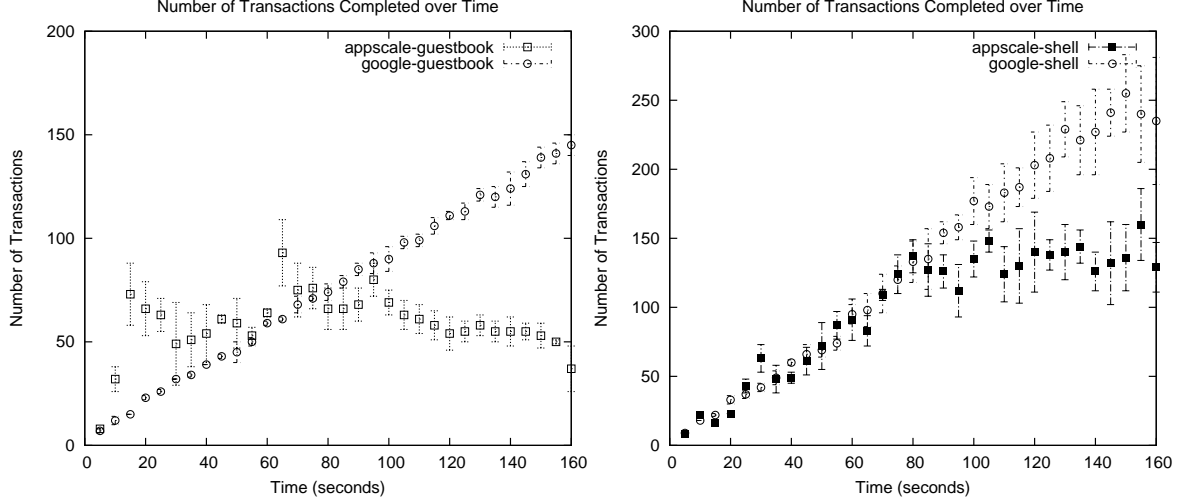 Number of Transactions Completed over Time
200
150
100
50
0
0 20 40 60 80 100 120 140 160
Number of Transactions
Time (seconds)
appscale-guestbook
google-guestbook
Number of Transactions Completed over Time
300
250
200
150
100
50
0
0 20 40 60 80 100 120 140 160
Number of Transactions
Time (seconds)
appscale-shell
google-shell